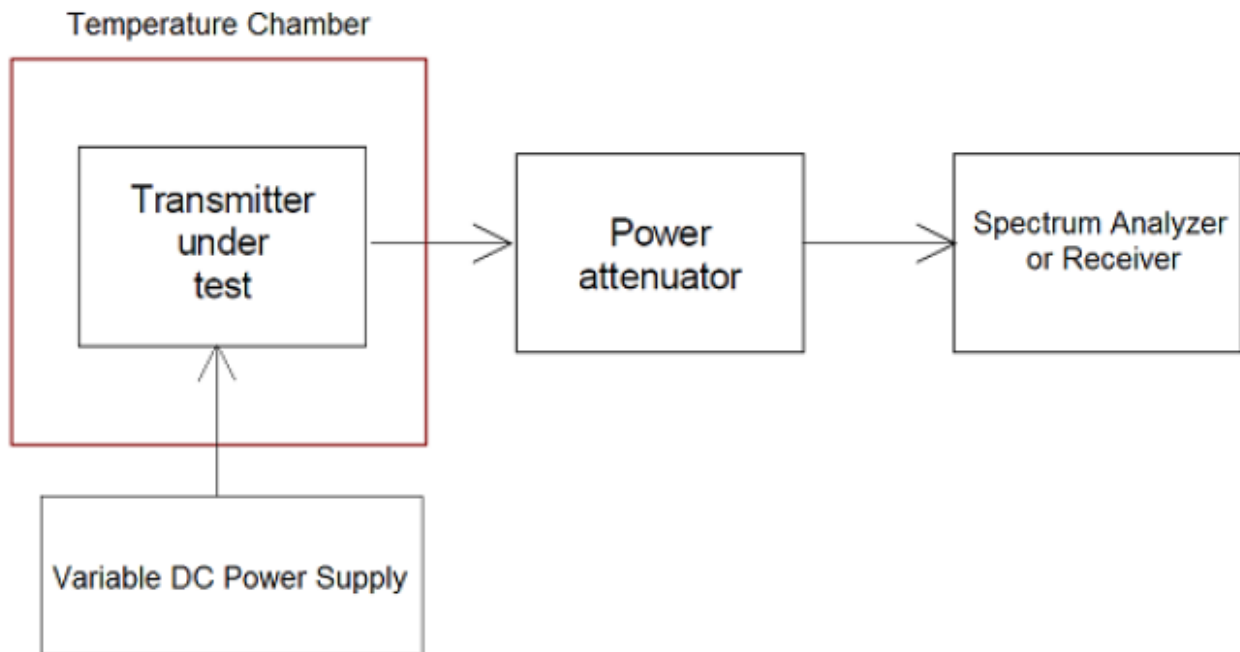 Temperature Chamber
Transmitter
under
test
Power
attenuator
Spectrum Analyzer
or Receiver
Variable DC Power Supply